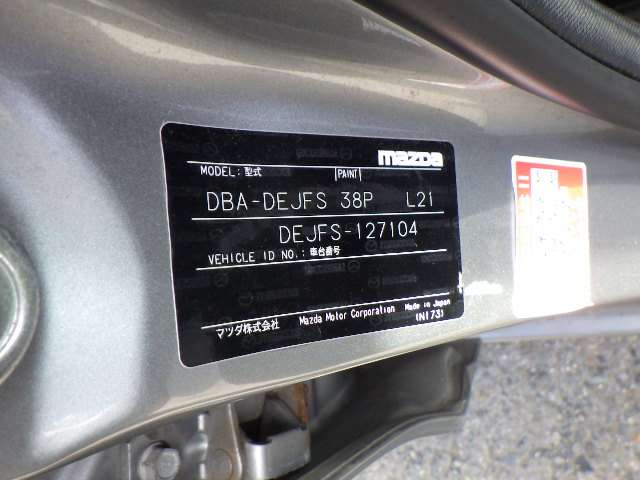 mazda
MODEL:型式 PAINT
DBA-DEJFS 38P L21
DEJFS-127104
VEHICLE ID NO.:車台番号
マツダ株式会社 Mazda Motor Corporation Made in Japan
(N173)